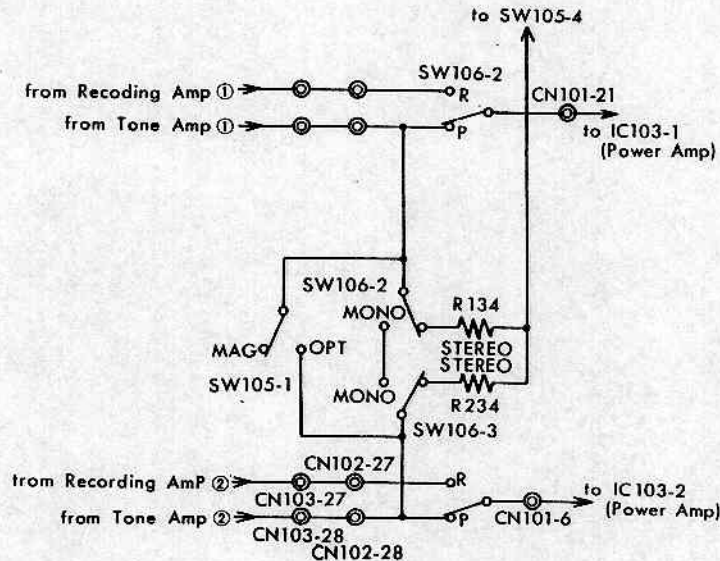 to SW105-4
from Recoding Amp ①
SW106-2
R
CN101-21
from Tone Amp ①
P
to IC103-1
(Power Amp)
SW106-2
R134
MONO
MAG
OPT
STEREO
STEREO
SW105-1
MONO
R234
SW106-3
CN102-27
trom Recording AmP ②
R
CN103-27
to IC103-2
(Power Amp)
from Tone Amp ②
P
CN101-6
CN103-28
CN102-28